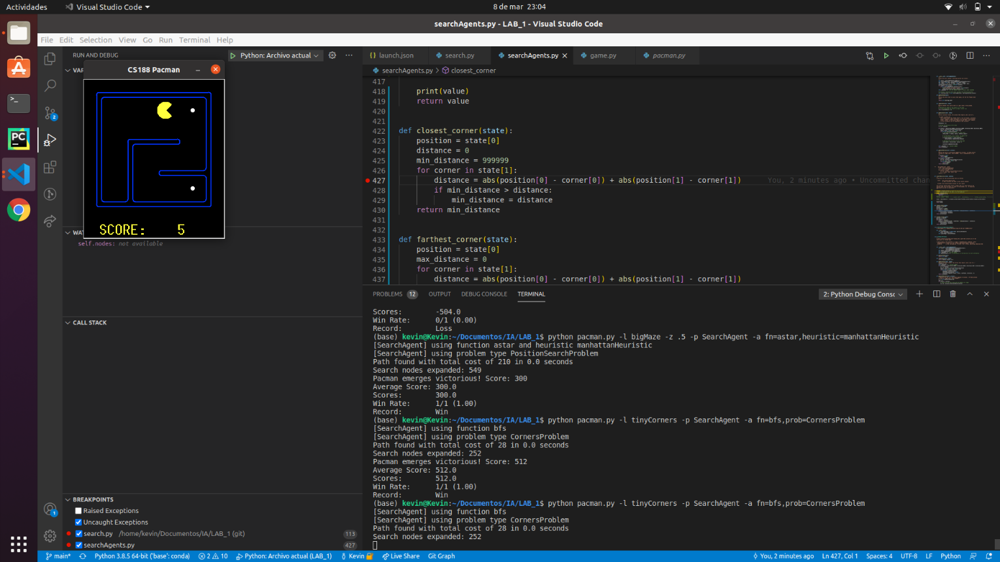 Actividades
Visual Studio Code
8 de mar 23:04
searchAgents.py - LAB_1 - Visual Studio Code
File Edit Selection View Go Run Terminal Help
RUN AND DEBUG
Python: Archivo actual
VAR
CS188 Pacman
SCORE: 5
WAT
self.nodes: not available
CALL STACK
BREAKPOINTS
Raised Exceptions
Uncaught Exceptions
search.py /home/kevin/Documentos/IA/LAB_1 (git) 113
searchAgents.py 427
PC
2
1
launch.json search.py searchAgents.py game.py pacman.py
searchAgents.py > closest_corner
417
418 print(value)
419 return value
420
421
422 def closest_corner(state):
423 position = state[0]
424 distance = 0
425 min_distance = 999999
426 for corner in state[1]:
427 distance = abs(position[0] - corner[0]) + abs(position[1] - corner[1]) You, 2 minutes ago • Uncommitted chan
428 if min_distance > distance:
429 min_distance = distance
430 return min_distance
431
432
433 def farthest_corner(state):
434 position = state[0]
435 max_distance = 0
436 for corner in state[1]:
437 distance = abs(position[0] - corner[0]) + abs(position[1] - corner[1])
PROBLEMS 12 OUTPUT DEBUG CONSOLE TERMINAL
2: Python Debug Consc
Scores: -504.0
Win Rate: 0/1 (0.00)
Record: Loss
(base) kevin@Kevin:~/Documentos/IA/LAB_1$ python pacman.py -l bigMaze -z .5 -p SearchAgent -a fn=astar,heuristic=manhattanHeuristic
[SearchAgent] using function astar and heuristic manhattanHeuristic
[SearchAgent] using problem type PositionSearchProblem
Path found with total cost of 210 in 0.0 seconds
Search nodes expanded: 549
Pacman emerges victorious! Score: 300
Average Score: 300.0
Scores: 300.0
Win Rate: 1/1 (1.00)
Record: Win
(base) kevin@Kevin:~/Documentos/IA/LAB_1$ python pacman.py -l tinyCorners -p SearchAgent -a fn=bfs,prob=CornersProblem
[SearchAgent] using function bfs
[SearchAgent] using problem type CornersProblem
Path found with total cost of 28 in 0.0 seconds
Search nodes expanded: 252
Pacman emerges victorious! Score: 512
Average Score: 512.0
Scores: 512.0
Win Rate: 1/1 (1.00)
Record: Win
(base) kevin@Kevin:~/Documentos/IA/LAB_1$ python pacman.py -l tinyCorners -p SearchAgent -a fn=bfs,prob=CornersProblem
[SearchAgent] using function bfs
[SearchAgent] using problem type CornersProblem
Path found with total cost of 28 in 0.0 seconds
Search nodes expanded: 252
main* Python 3.8.5 64-bit ('base': conda) 2 10 Python: Archivo actual (LAB_1) Kevin Live Share Git Graph You, 2 minutes ago Ln 427, Col 1 Spaces: 4 UTF-8 LF Python